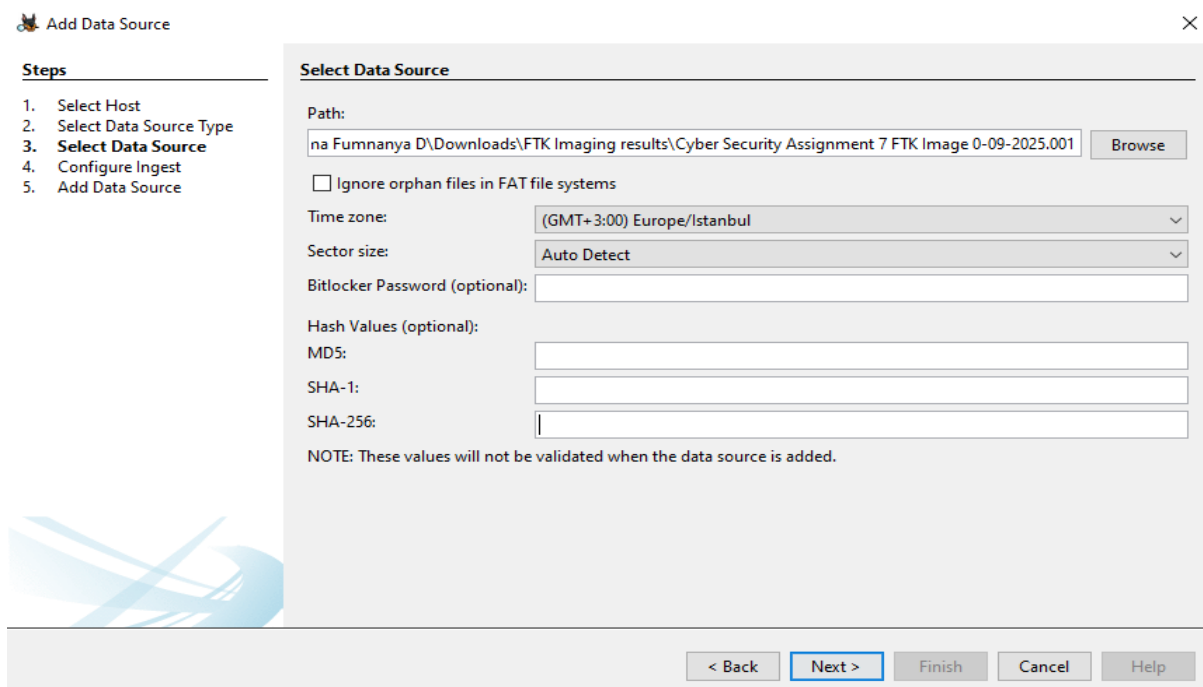 Add Data Source
Steps
1. Select Host
2. Select Data Source Type
3. Select Data Source
4. Configure Ingest
5. Add Data Source
Select Data Source
Path:
na Fumnanya D\Downloads\FTK Imaging results\Cyber Security Assignment 7 FTK Image 0-09-2025.001 Browse
Ignore orphan files in FAT file systems
Time zone: (GMT+3:00) Europe/Istanbul
Sector size: Auto Detect
Bitlocker Password (optional):
Hash Values (optional):
MD5:
SHA-1:
SHA-256:
NOTE: These values will not be validated when the data source is added.
< Back Next > Finish Cancel Help